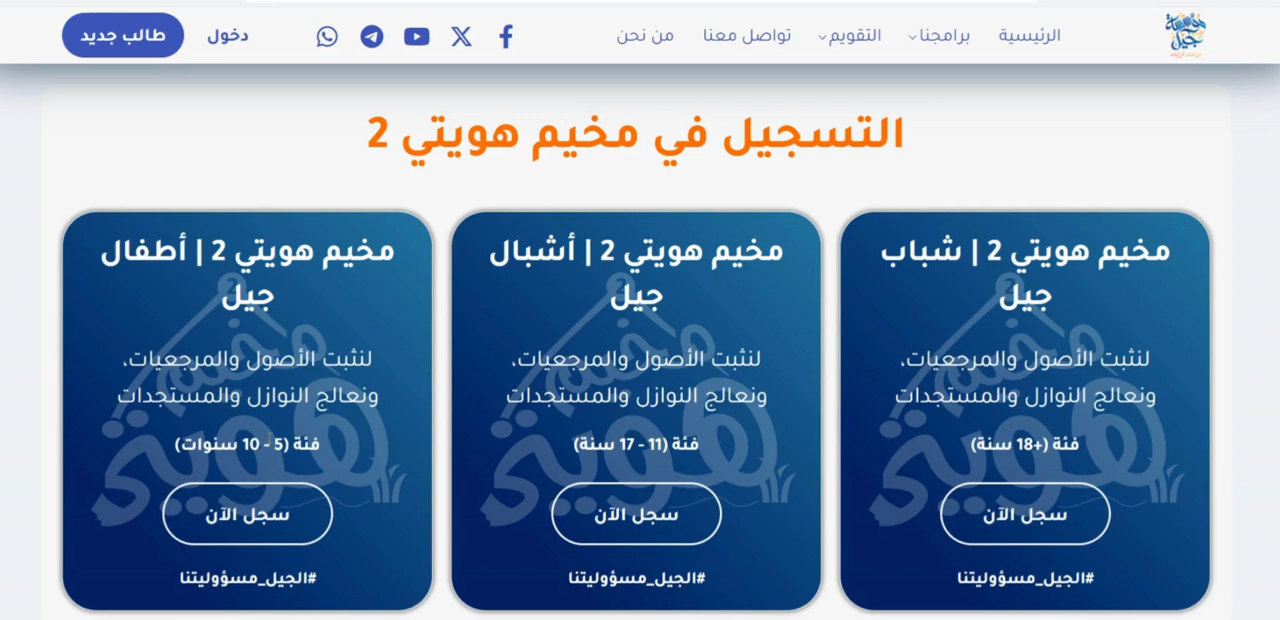 مؤسسة
جيل
الرئيسية
برامجنا
التقويم
تواصل معنا
من نحن
دخول
طالب جديد
التسجيل في مخيم هويتي 2
مخيم هويتي 2 | شباب
جيل
لنثبت الأصول والمرجعيات،
ونعالج النوازل والمستجدات
فئة (+18 سنة)
سجل الآن
#الجيل_مسؤوليتنا
مخيم هويتي 2 | أشبال
جيل
لنثبت الأصول والمرجعيات،
ونعالج النوازل والمستجدات
فئة (11 - 17 سنة)
سجل الآن
#الجيل_مسؤوليتنا
مخيم هويتي 2 | أطفال
جيل
لنثبت الأصول والمرجعيات،
ونعالج النوازل والمستجدات
فئة (5 - 10 سنوات)
سجل الآن
#الجيل_مسؤوليتنا